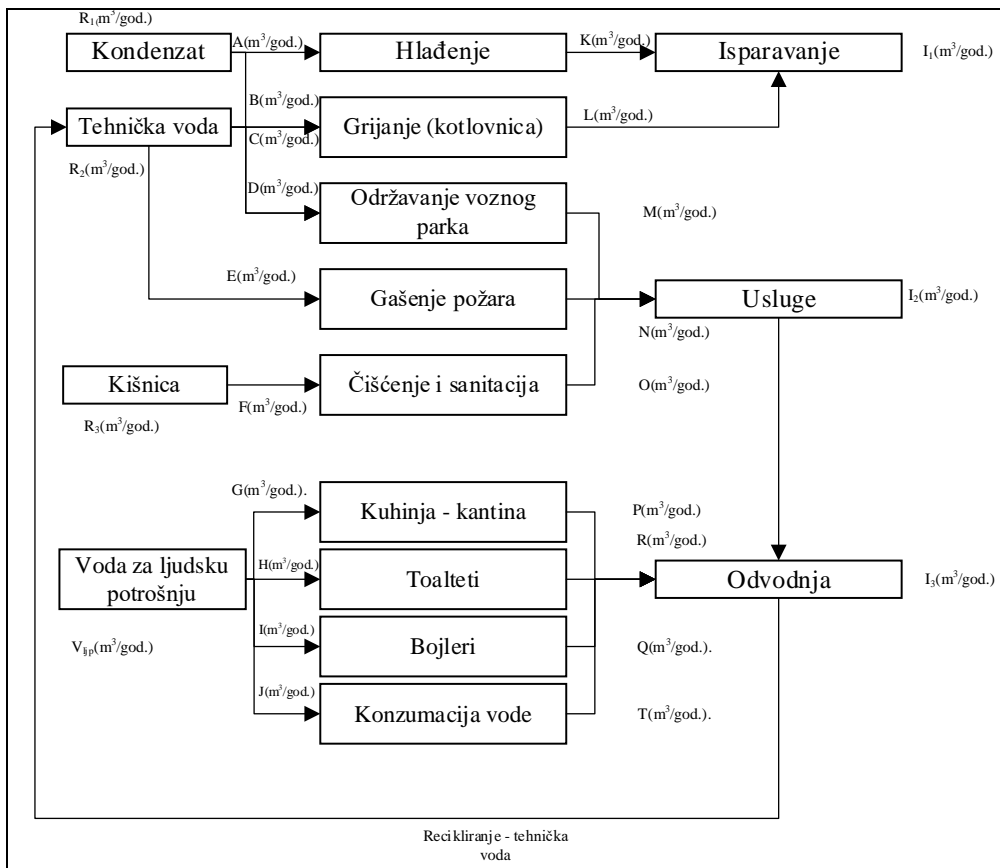 R₁(m³/god.)
Kondenzat
A(m³/god.)
Hlađenje
K(m³/god.)
Isparavanje
I₁(m³/god.)
B(m³/god.)
Tehnička voda
C(m³/god.)
Grijanje (kotlovnica)
L(m³/god.)
R₂(m³/god.)
D(m³/god.)
Održavanje voznog
parka
M(m³/god.)
E(m³/god.)
Gašenje požara
Usluge
I₂(m³/god.)
N(m³/god.)
Kišnica
F(m³/god.)
Čišćenje i sanitacija
O(m³/god.)
R₃(m³/god.)
G(m³/god.).
Kuhinja - kantina
P(m³/god.)
R(m³/god.)
Voda za ljudsku
potrošnju
H(m³/god.)
Toaleti
Odvodnja
I₃(m³/god.)
V_ljp(m³/god.)
I(m³/god.)
Bojleri
Q(m³/god.).
J(m³/god.)
Konzumacija vode
T(m³/god.).
Recikliranje - tehnička
voda